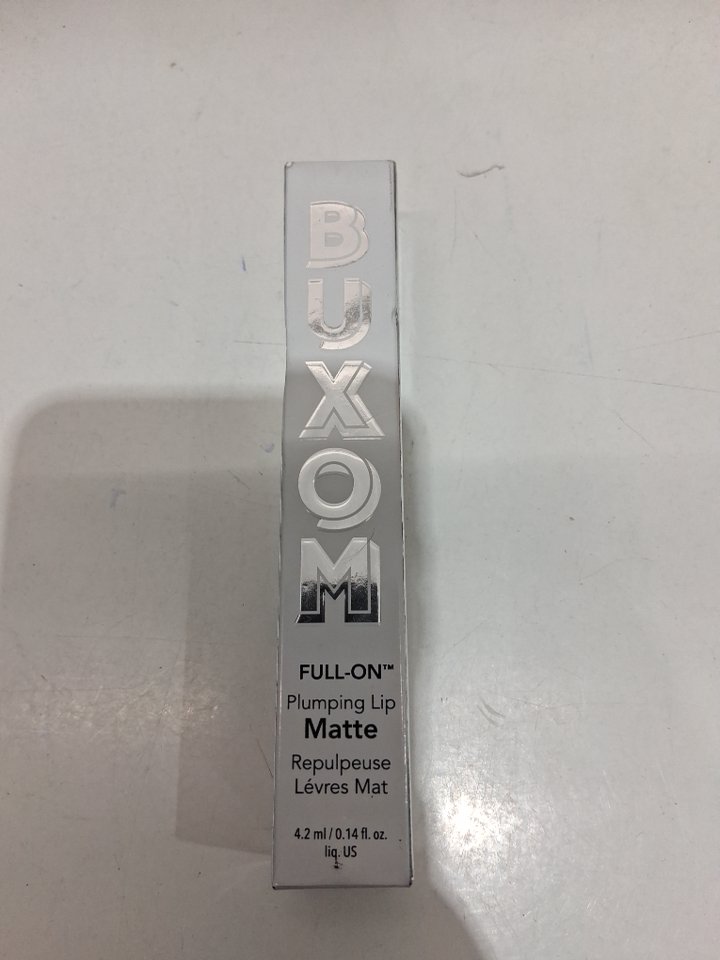 BUXOM
FULL-ON™
Plumping Lip
Matte
Repulpeuse
Lévres Mat
4.2 ml / 0.14 fl. oz.
liq. US